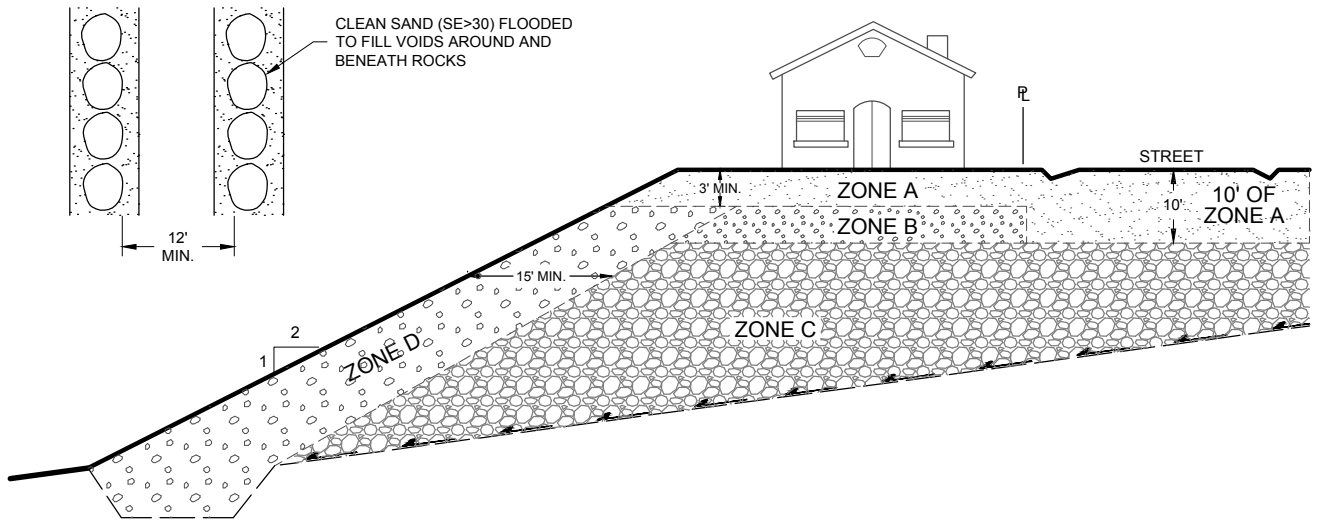 CLEAN SAND (SE>30) FLOODED
TO FILL VOIDS AROUND AND
BENEATH ROCKS
12'
MIN.
PL
STREET
3' MIN.
ZONE A
10'
10' OF
ZONE A
ZONE B
15' MIN.
ZONE C
2
1
ZONE D